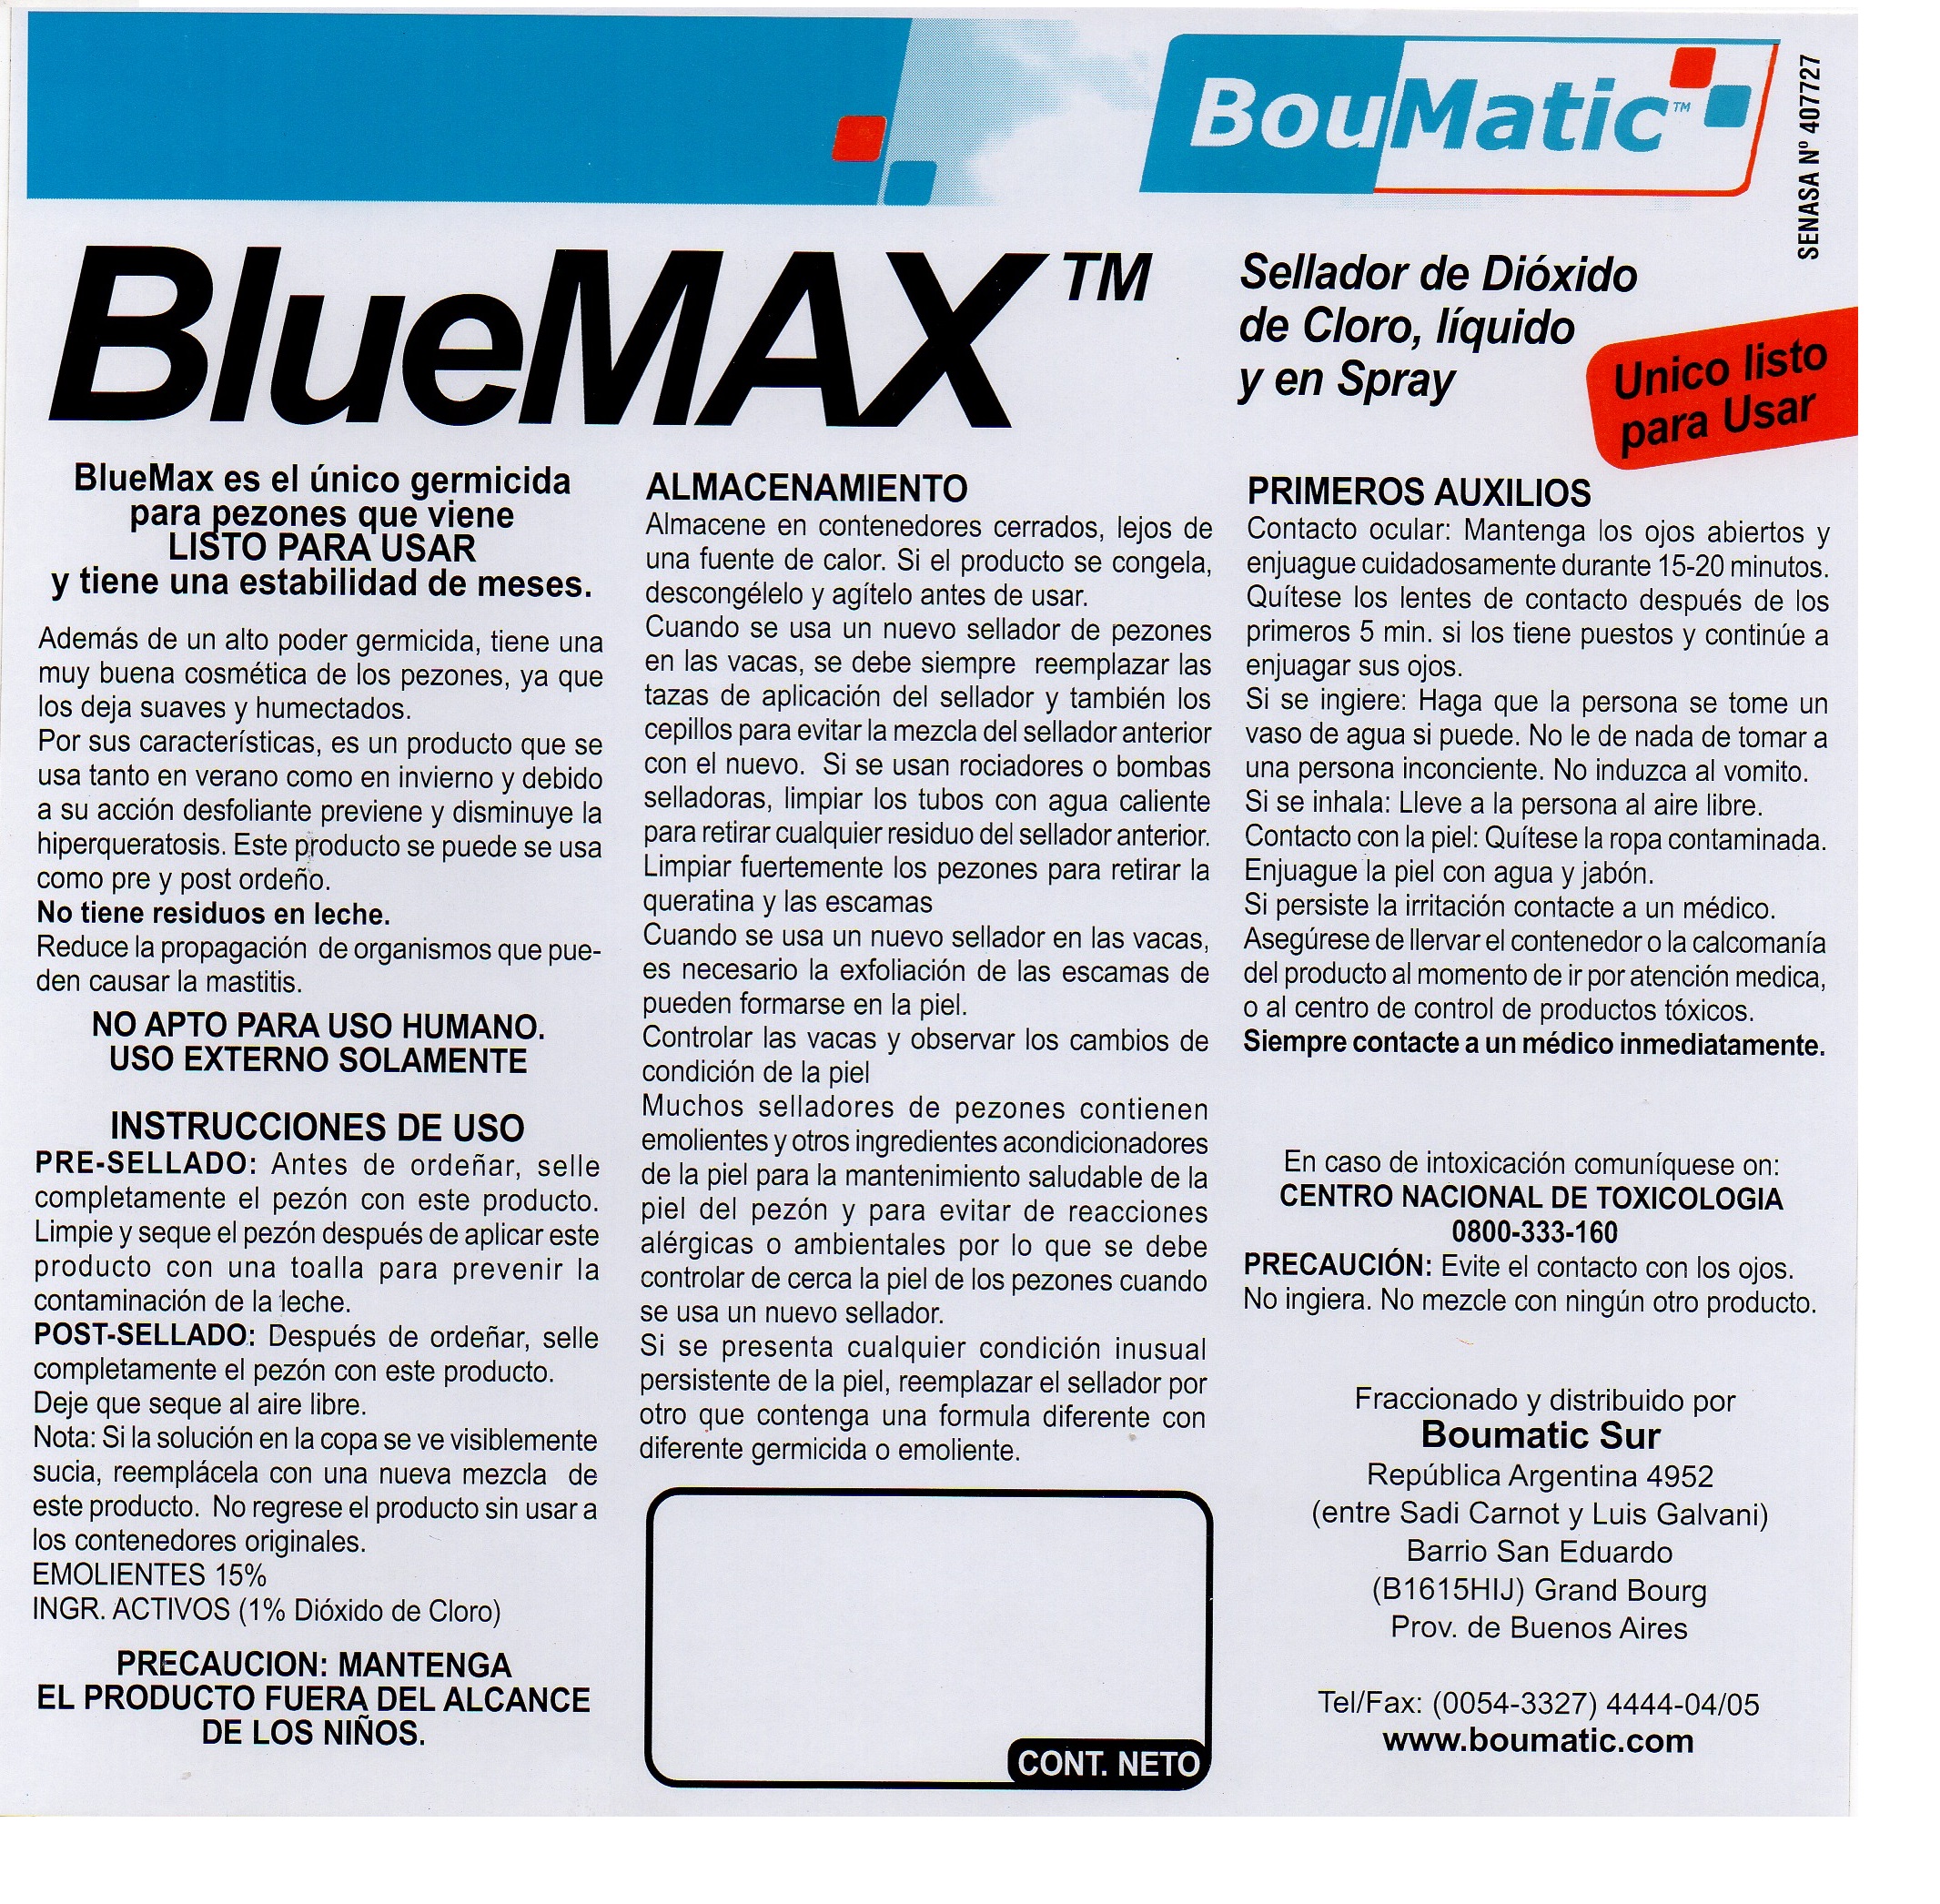 BouMatic™
SENASA Nº 407727
BlueMAX™
Sellador de Dióxido
de Cloro, líquido
y en Spray
Unico listo
para Usar
BlueMax es el único germicida
para pezones que viene
LISTO PARA USAR
y tiene una estabilidad de meses.
Además de un alto poder germicida, tiene una
muy buena cosmética de los pezones, ya que
los deja suaves y humectados.
Por sus características, es un producto que se
usa tanto en verano como en invierno y debido
a su acción desfoliante previene y disminuye la
hiperqueratosis. Este producto se puede se usa
como pre y post ordeño.
No tiene residuos en leche.
Reduce la propagación de organismos que pue-
den causar la mastitis.
NO APTO PARA USO HUMANO.
USO EXTERNO SOLAMENTE
INSTRUCCIONES DE USO
PRE-SELLADO: Antes de ordeñar, selle
completamente el pezón con este producto.
Limpie y seque el pezón después de aplicar este
producto con una toalla para prevenir la
contaminación de la leche.
POST-SELLADO: Después de ordeñar, selle
completamente el pezón con este producto.
Deje que seque al aire libre.
Nota: Si la solución en la copa se ve visiblemente
sucia, reemplácela con una nueva mezcla de
este producto. No regrese el producto sin usar a
los contenedores originales.
EMOLIENTES 15%
INGR. ACTIVOS (1% Dióxido de Cloro)
PRECAUCION: MANTENGA
EL PRODUCTO FUERA DEL ALCANCE
DE LOS NIÑOS.
ALMACENAMIENTO
Almacene en contenedores cerrados, lejos de
una fuente de calor. Si el producto se congela,
descongélelo y agítelo antes de usar.
Cuando se usa un nuevo sellador de pezones
en las vacas, se debe siempre reemplazar las
tazas de aplicación del sellador y también los
cepillos para evitar la mezcla del sellador anterior
con el nuevo. Si se usan rociadores o bombas
selladoras, limpiar los tubos con agua caliente
para retirar cualquier residuo del sellador anterior.
Limpiar fuertemente los pezones para retirar la
queratina y las escamas
Cuando se usa un nuevo sellador en las vacas,
es necesario la exfoliación de las escamas de
pueden formarse en la piel.
Controlar las vacas y observar los cambios de
condición de la piel
Muchos selladores de pezones contienen
emolientes y otros ingredientes acondicionadores
de la piel para la mantenimiento saludable de la
piel del pezón y para evitar de reacciones
alérgicas o ambientales por lo que se debe
controlar de cerca la piel de los pezones cuando
se usa un nuevo sellador.
Si se presenta cualquier condición inusual
persistente de la piel, reemplazar el sellador por
otro que contenga una formula diferente con
diferente germicida o emoliente.
CONT. NETO
PRIMEROS AUXILIOS
Contacto ocular: Mantenga los ojos abiertos y
enjuague cuidadosamente durante 15-20 minutos.
Quítese los lentes de contacto después de los
primeros 5 min. si los tiene puestos y continúe a
enjuagar sus ojos.
Si se ingiere: Haga que la persona se tome un
vaso de agua si puede. No le de nada de tomar a
una persona inconciente. No induzca al vomito.
Si se inhala: Lleve a la persona al aire libre.
Contacto con la piel: Quítese la ropa contaminada.
Enjuague la piel con agua y jabón.
Si persiste la irritación contacte a un médico.
Asegúrese de llervar el contenedor o la calcomanía
del producto al momento de ir por atención medica,
o al centro de control de productos tóxicos.
Siempre contacte a un médico inmediatamente.
En caso de intoxicación comuníquese on:
CENTRO NACIONAL DE TOXICOLOGIA
0800-333-160
PRECAUCIÓN: Evite el contacto con los ojos.
No ingiera. No mezcle con ningún otro producto.
Fraccionado y distribuido por
Boumatic Sur
República Argentina 4952
(entre Sadi Carnot y Luis Galvani)
Barrio San Eduardo
(B1615HIJ) Grand Bourg
Prov. de Buenos Aires
Tel/Fax: (0054-3327) 4444-04/05
www.boumatic.com